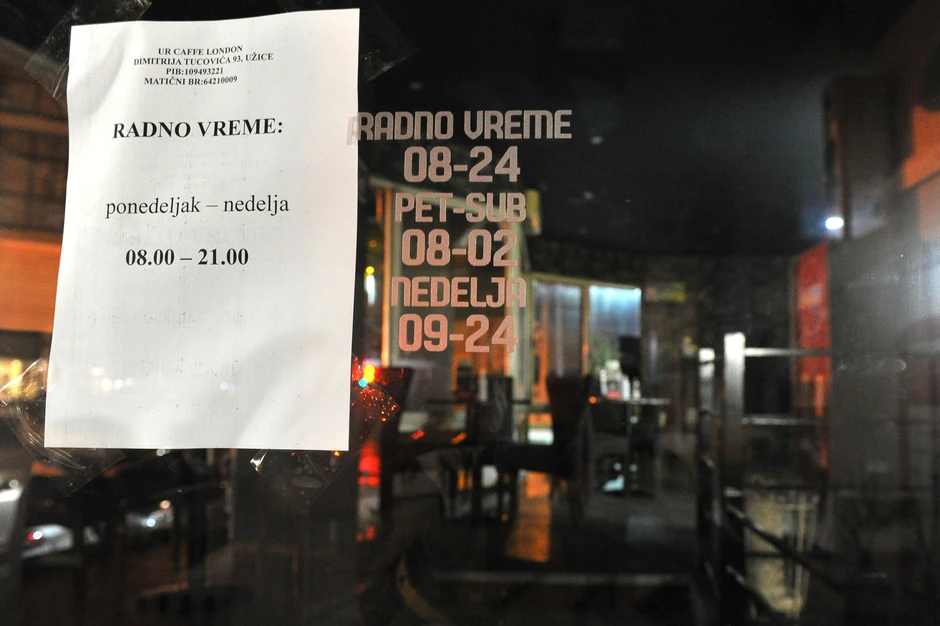 UR CAFFE LONDON
DIMITRIJA TUCOVIĆA 93, UŽICE
PIB:109493221
MATIČNI BR:64210009
RADNO VREME:
ponedeljak – nedelja
08.00 – 21.00
RADNO VREME
08-24
PET-SUB
08-02
NEDELJA
09-24